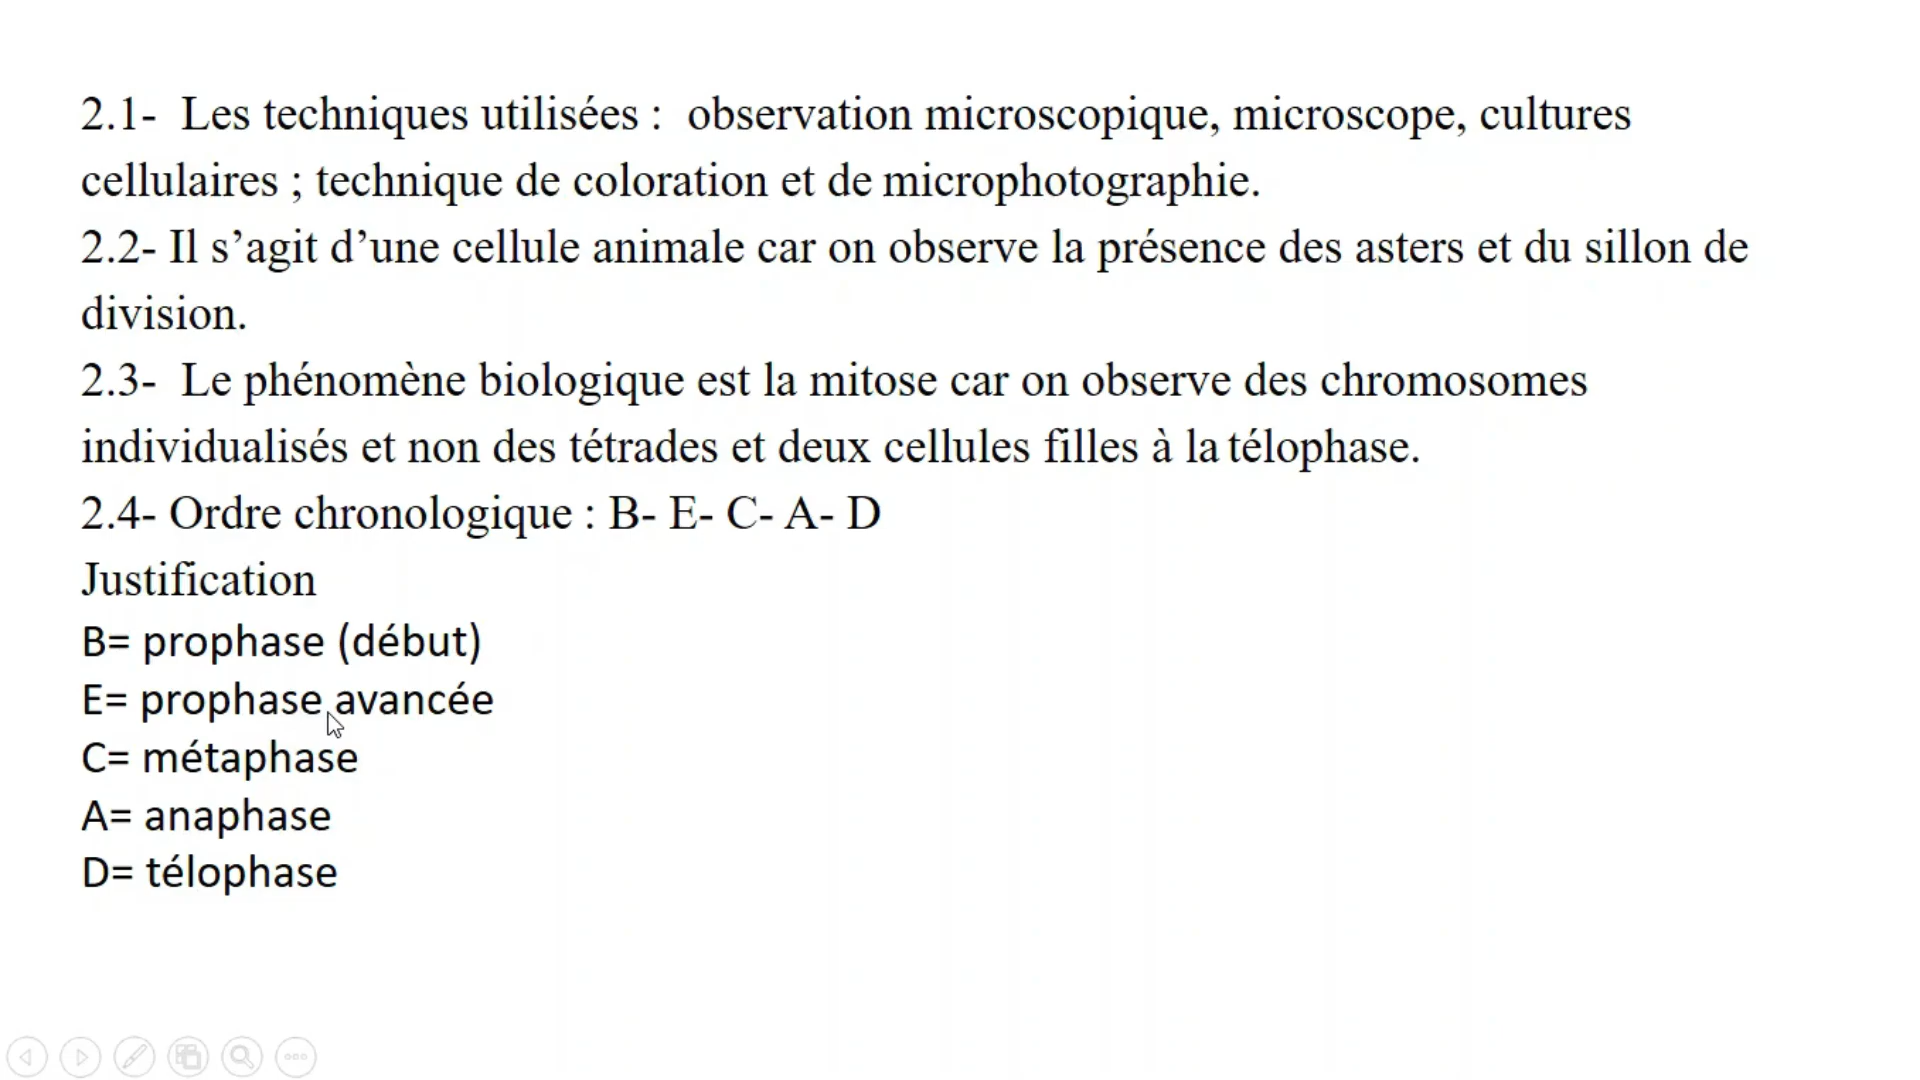 2.1- Les techniques utilisées : observation microscopique, microscope, cultures
cellulaires ; technique de coloration et de microphotographie.
2.2- Il s’agit d’une cellule animale car on observe la présence des asters et du sillon de
division.
2.3- Le phénomène biologique est la mitose car on observe des chromosomes
individualisés et non des tétrades et deux cellules filles à la télophase.
2.4- Ordre chronologique : B- E- C- A- D
Justification
B= prophase (début)
E= prophase avancée
C= métaphase
A= anaphase
D= télophase